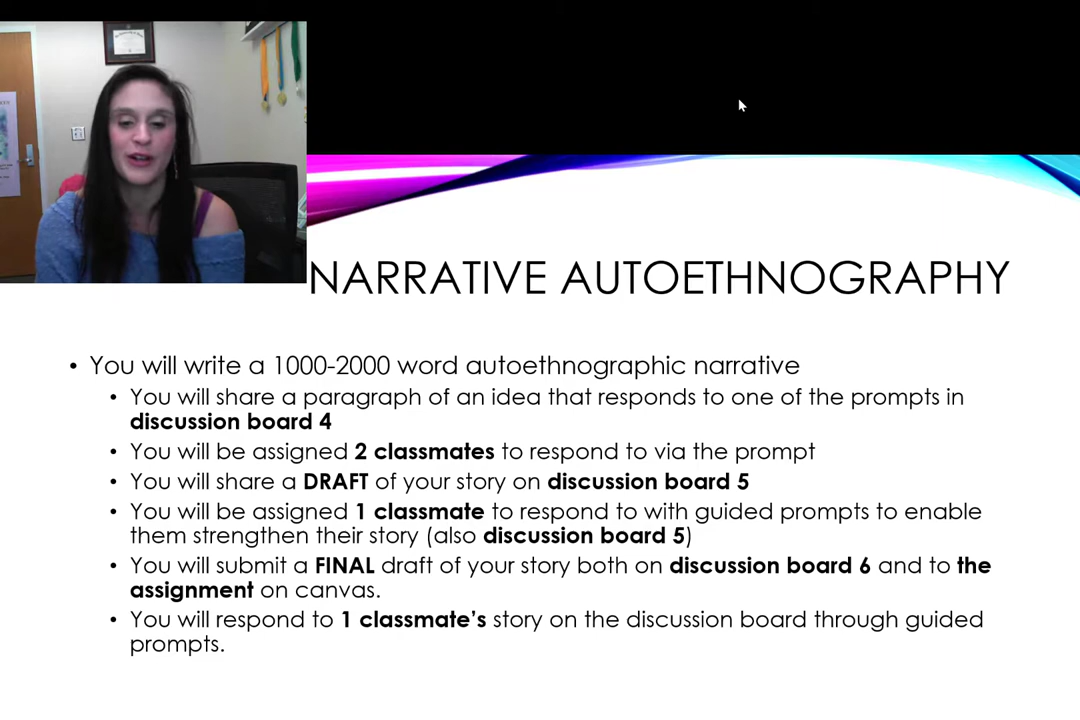 NARRATIVE AUTOETHNOGRAPHY
• You will write a 1000-2000 word autoethnographic narrative
• You will share a paragraph of an idea that responds to one of the prompts in
discussion board 4
• You will be assigned 2 classmates to respond to via the prompt
• You will share a DRAFT of your story on discussion board 5
• You will be assigned 1 classmate to respond to with guided prompts to enable
them strengthen their story (also discussion board 5)
• You will submit a FINAL draft of your story both on discussion board 6 and to the
assignment on canvas.
• You will respond to 1 classmate’s story on the discussion board through guided
prompts.